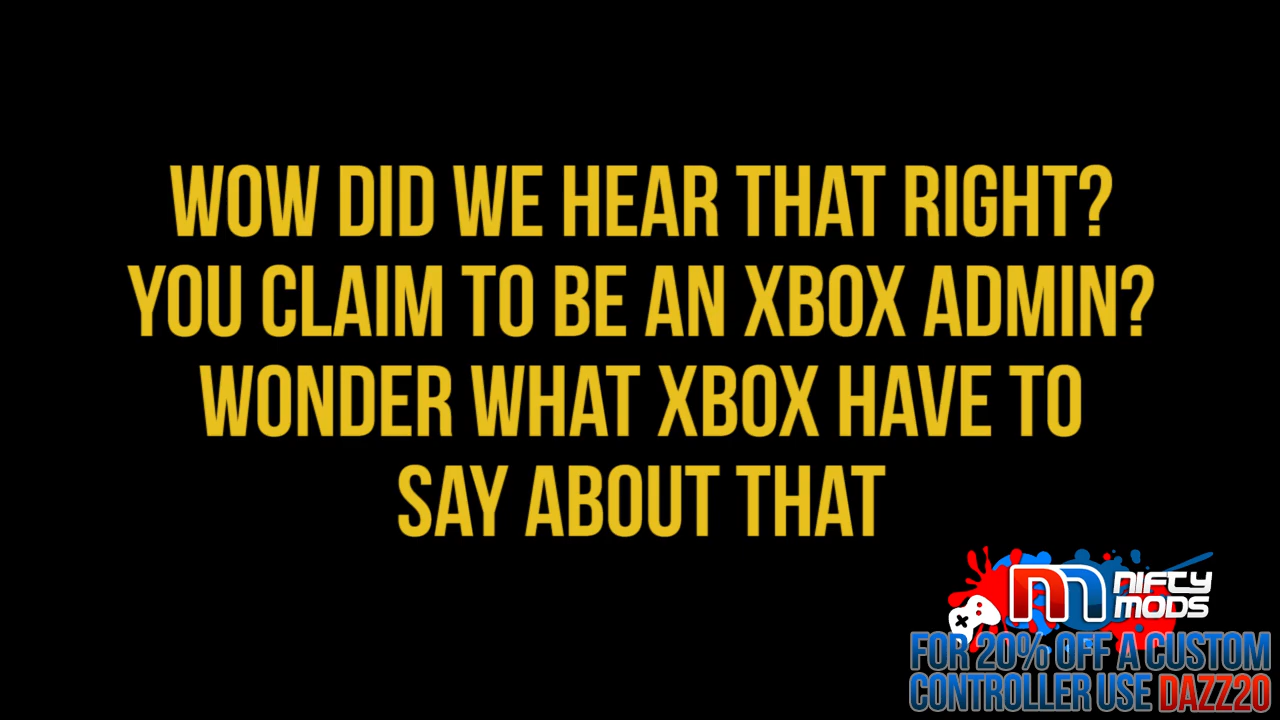 WOW DID WE HEAR THAT RIGHT?
YOU CLAIM TO BE AN XBOX ADMIN?
WONDER WHAT XBOX HAVE TO
SAY ABOUT THAT
NIFTY
MODS
FOR 20% OFF A CUSTOM
CONTROLLER USE DAZZ20